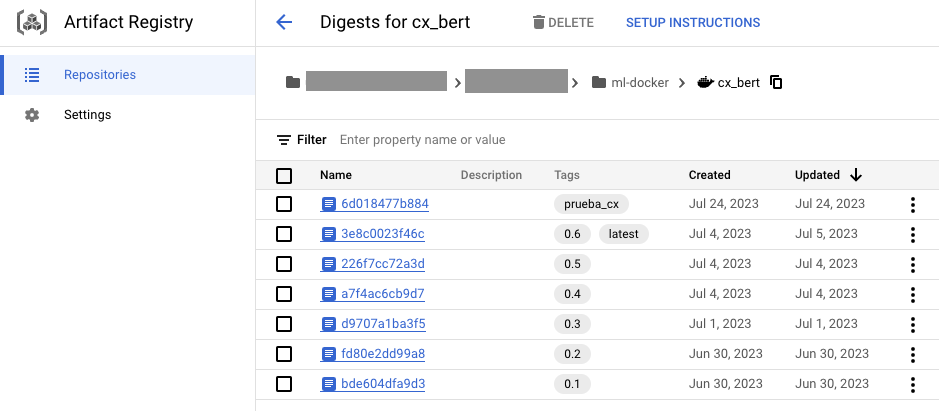 Artifact Registry
Digests for cx_bert
DELETE
SETUP INSTRUCTIONS
Repositories
Settings
ml-docker
cx_bert
Filter Enter property name or value
Name Description Tags Created Updated
6d018477b884 prueba_cx Jul 24, 2023 Jul 24, 2023
3e8c0023f46c 0.6 latest Jul 4, 2023 Jul 5, 2023
226f7cc72a3d 0.5 Jul 4, 2023 Jul 4, 2023
a7f4ac6cb9d7 0.4 Jul 4, 2023 Jul 4, 2023
d9707a1ba3f5 0.3 Jul 1, 2023 Jul 1, 2023
fd80e2dd99a8 0.2 Jun 30, 2023 Jun 30, 2023
bde604dfa9d3 0.1 Jun 30, 2023 Jun 30, 2023